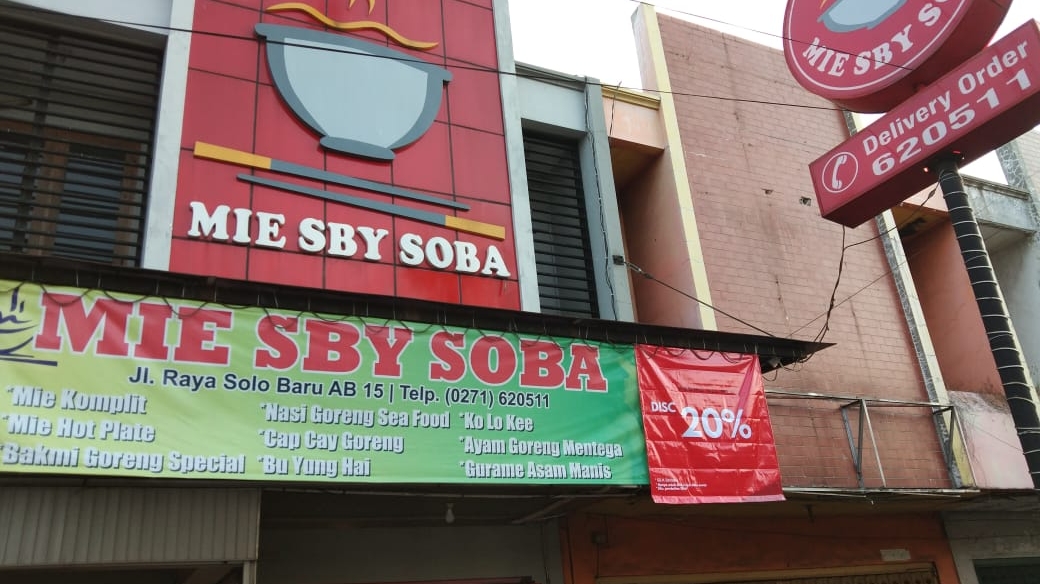 MIE SBY SOBA
MIE SBY SO
Delivery Order
620511
MIE SBY SOBA
Jl. Raya Solo Baru AB 15 | Telp. (0271) 620511
*Mie Komplit
*Mie Hot Plate
Bakmi Goreng Special
*Nasi Goreng Sea Food
*Cap Cay Goreng
*Bu Yung Hai
*Ko Lo Kee
*Ayam Goreng Mentega
*Gurame Asam Manis
DISC 20%